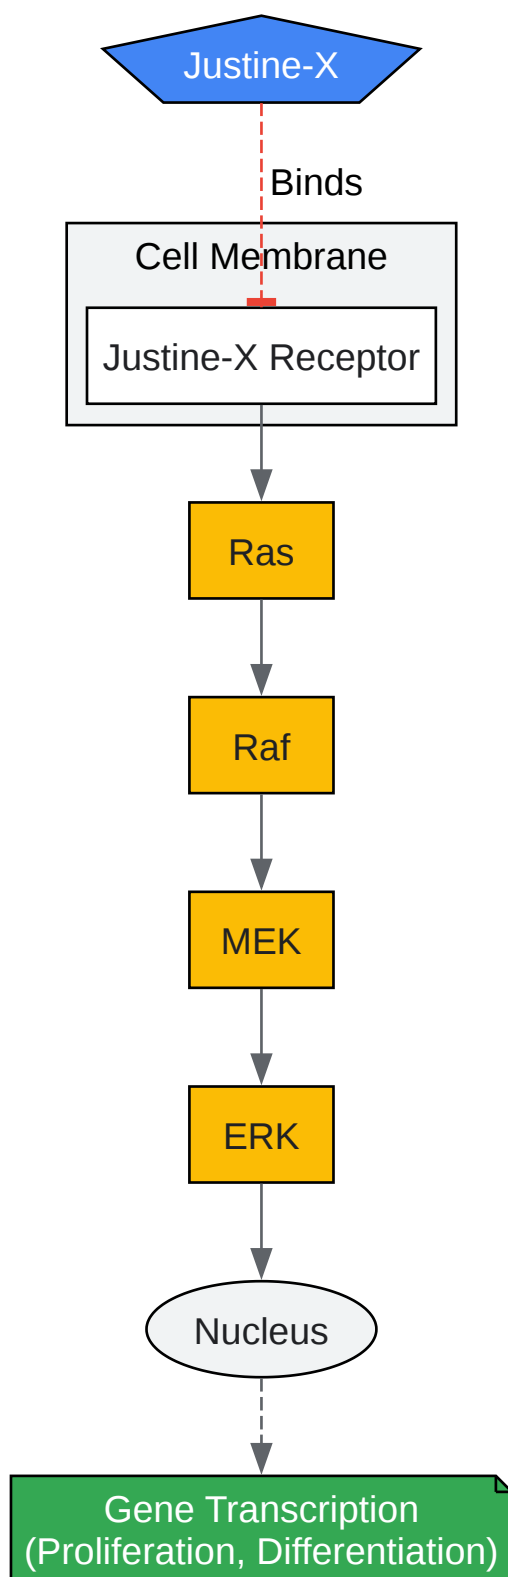 Justine-X
Binds
Cell Membrane
Justine-X Receptor
Ras
Raf
MEK
ERK
Nucleus
Gene Transcription
(Proliferation, Differentiation)